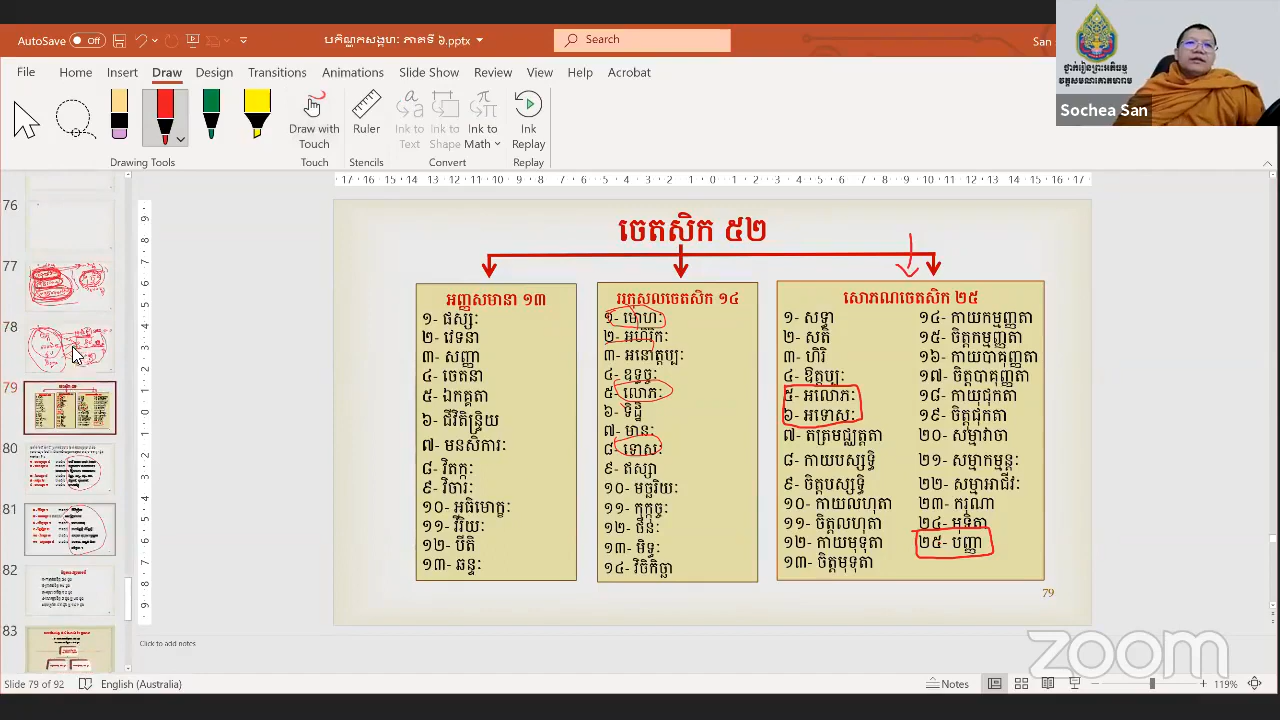 AutoSave Off
បកិណ្ណកសង្គហៈ ភាគទី ៦.pptx
Search
San
File Home Insert Draw Design Transitions Animations Slide Show Review View Help Acrobat
Draw with Touch
Ruler
Ink to Text
Ink to Shape
Ink to Math
Ink Replay
Drawing Tools
Touch
Stencils
Convert
Replay
Sochea San
76
77
78
79
80
81
82
83
ចេតសិក ៥២
អញ្ញសមានា ១៣
១- ផស្សៈ
២- វេទនា
៣- សញ្ញា
៤- ចេតនា
៥- ឯកគ្គតា
៦- ជីវិតិន្ទ្រិយ
៧- មនសិការៈ
៨- វិតក្កៈ
៩- វិចារៈ
១០- អធិមោក្ខៈ
១១- វីរិយៈ
១២- បីតិ
១៣- ឆន្ទៈ
អរកុសលចេតសិក ១៤
១- មោហៈ
២- អហិរិកៈ
៣- អនោត្តប្បៈ
៤- ឧទ្ធច្ចៈ
៥- លោភៈ
៦- ទិដ្ឋិ
៧- មានៈ
៨- ទោសៈ
៩- ឥស្សា
១០- មច្ឆរិយៈ
១១- កុក្កុច្ចៈ
១២- ថីនៈ
១៣- មិទ្ធៈ
១៤- វិចិកិច្ឆា
សោភណចេតសិក ២៥
១- សទ្ធា
២- សតិ
៣- ហិរិ
៤- ឱត្តប្បៈ
៥- អលោភៈ
៦- អទោសៈ
៧- តត្រមជ្ឈត្តតា
៨- កាយបស្សទ្ធិ
៩- ចិត្តបស្សទ្ធិ
១០- កាយលហុតា
១១- ចិត្តលហុតា
១២- កាយមុទុតា
១៣- ចិត្តមុទុតា
១៤- កាយកម្មញ្ញតា
១៥- ចិត្តកម្មញ្ញតា
១៦- កាយបាគុញ្ញតា
១៧- ចិត្តបាគុញ្ញតា
១៨- កាយុជុកតា
១៩- ចិត្តុជុកតា
២០- សម្មាវាចា
២១- សម្មាកម្មន្តៈ
២២- សម្មាអាជីវៈ
២៣- ករុណា
២៤- មុទិតា
២៥- បញ្ញា
79
Click to add notes
zoom
Slide 79 of 92 English (Australia) Notes 119%